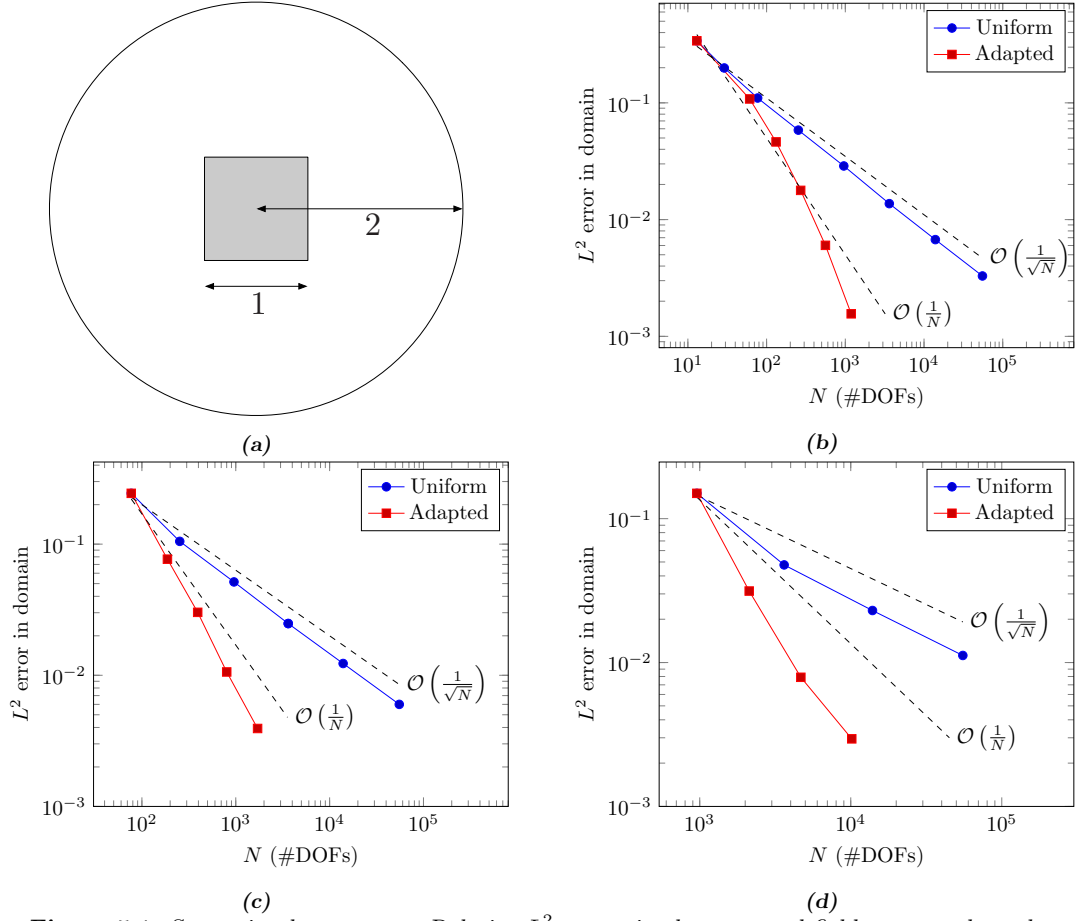 2
1
(a)
Uniform
Adapted
10^{-1}
10^{-2}
10^{-3}
L^2 error in domain
O(1/√N)
O(1/N)
10^1 10^2 10^3 10^4 10^5
N (#DOFs)
(b)
Uniform
Adapted
10^{-1}
10^{-2}
10^{-3}
L^2 error in domain
O(1/√N)
O(1/N)
10^2 10^3 10^4 10^5
N (#DOFs)
(c)
Uniform
Adapted
10^{-1}
10^{-2}
10^{-3}
L^2 error in domain
O(1/√N)
O(1/N)
10^3 10^4 10^5
N (#DOFs)
(d)